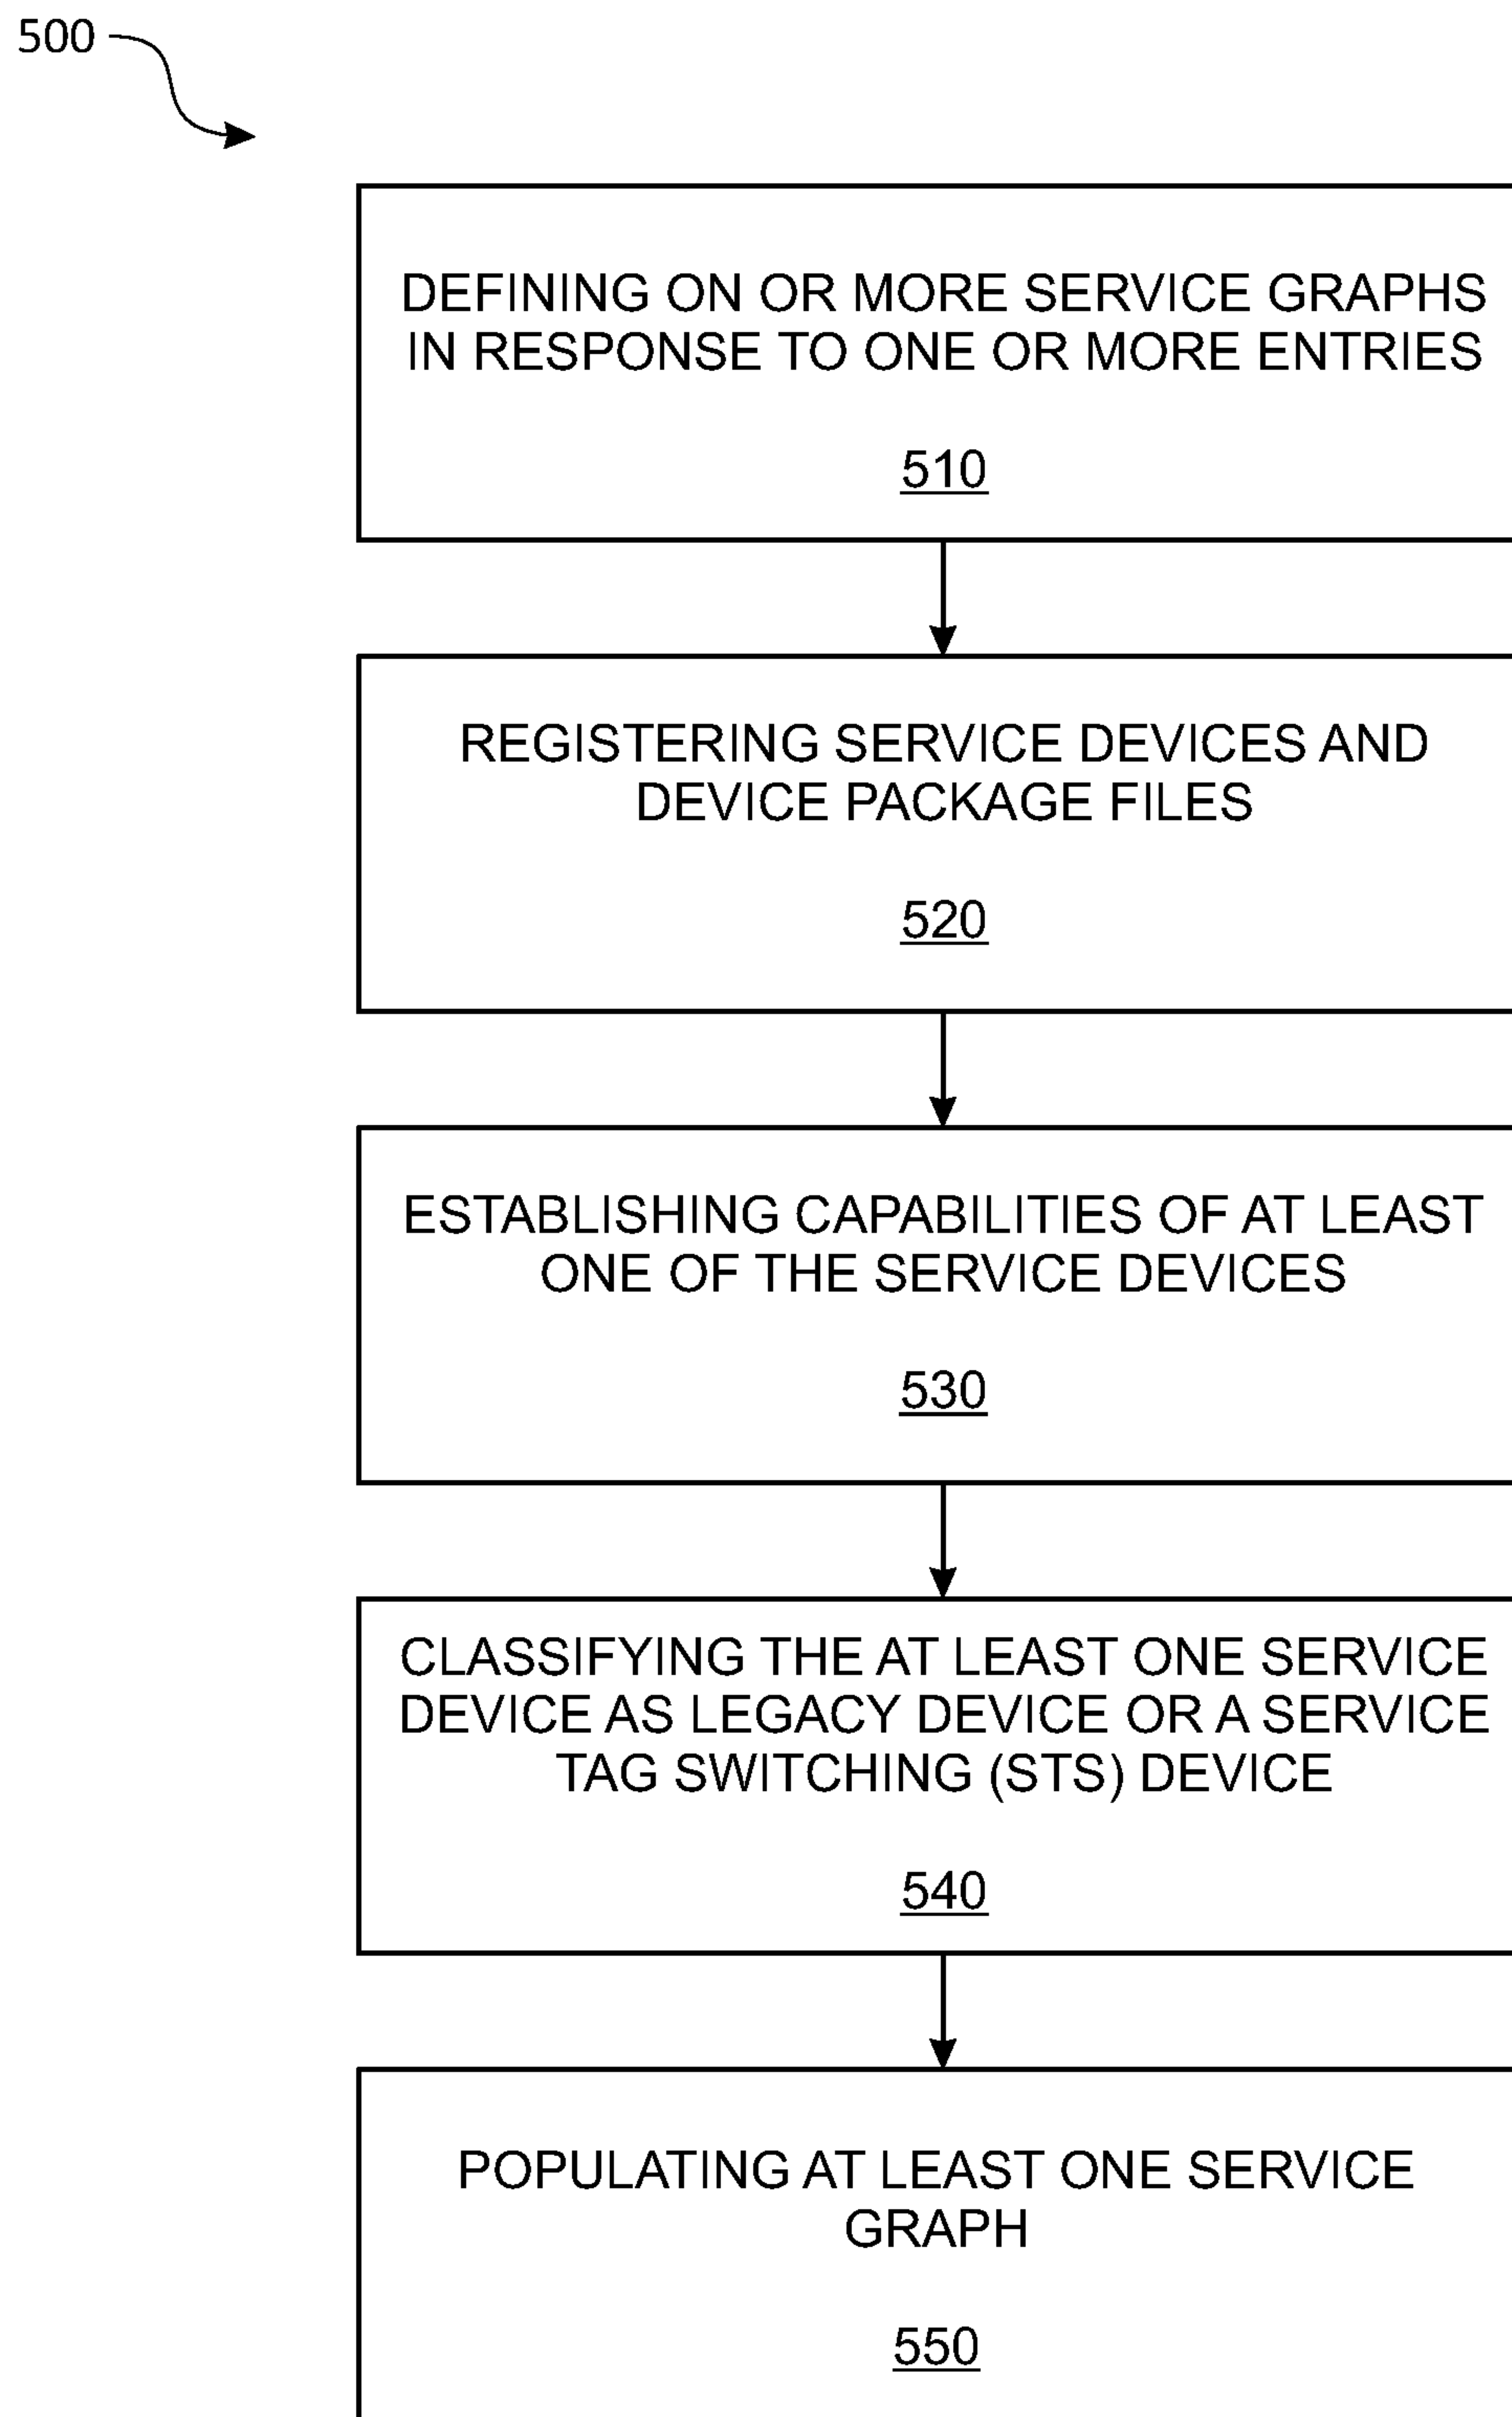 500
DEFINING ON OR MORE SERVICE GRAPHS
IN RESPONSE TO ONE OR MORE ENTRIES
510
REGISTERING SERVICE DEVICES AND
DEVICE PACKAGE FILES
520
ESTABLISHING CAPABILITIES OF AT LEAST
ONE OF THE SERVICE DEVICES
530
CLASSIFYING THE AT LEAST ONE SERVICE
DEVICE AS LEGACY DEVICE OR A SERVICE
TAG SWITCHING (STS) DEVICE
540
POPULATING AT LEAST ONE SERVICE
GRAPH
550